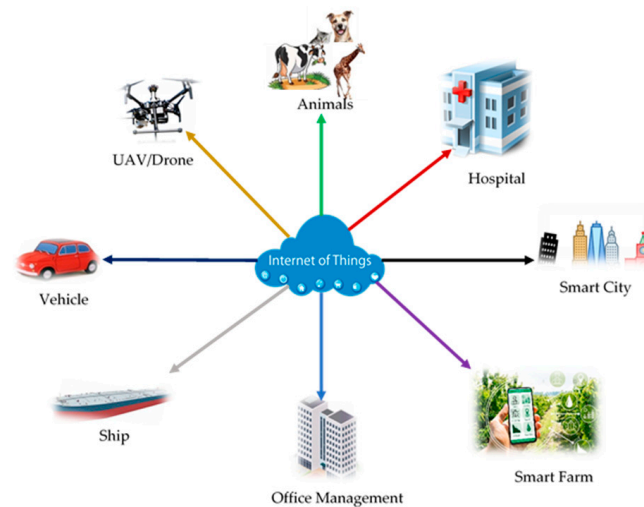 Animals
UAV/Drone
Hospital
Internet of Things
Vehicle
Smart City
Ship
Smart Farm
Office Management